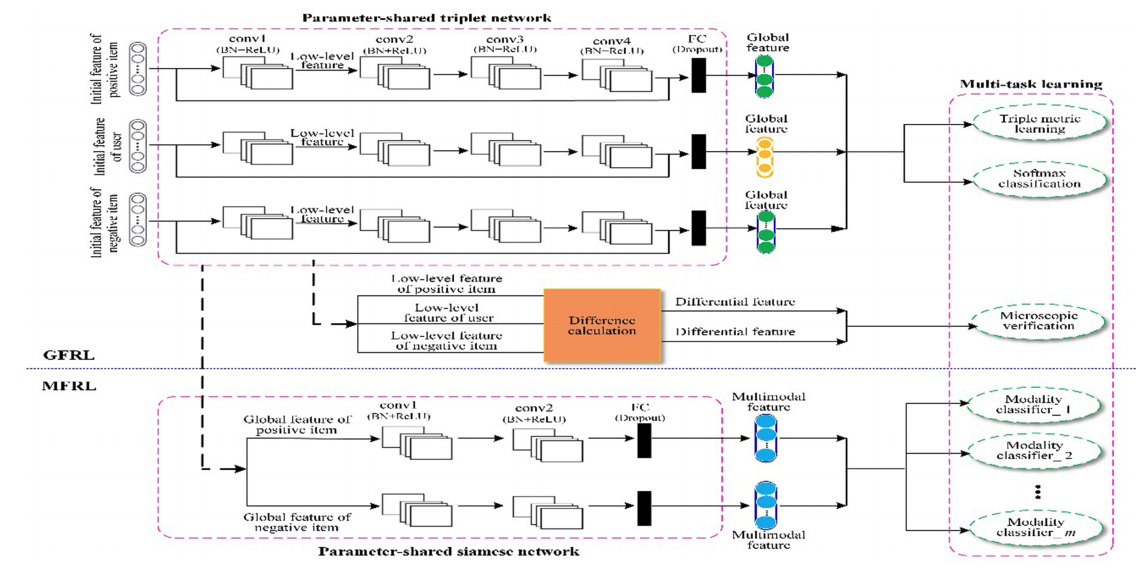 Parameter-shared triplet network
conv1
(BN−ReLU)
conv2
(BN+ReLU)
conv3
(BN−ReLU)
conv4
(BN−ReLU)
FC
(Dropout)
Global
feature
Initial feature of
positive item
Low-level
feature
Multi-task learning
Triple metric
learning
Global
feature
Initial feature
of user
Low-level
feature
Softmax
classification
Global
feature
Initial feature of
negative item
Low-level
feature
Low-level feature
of positive item
Low-level
feature of user
Low-level feature
of negative item
Difference
calculation
Differential feature
Differential feature
Microscopic
verification
GFRL
MFRL
conv1
(BN+ReLU)
conv2
(BN+ReLU)
FC
(Dropout)
Multimodal
feature
Global feature of
positive item
Modality
classifier_ 1
Modality
classifier_ 2
Global feature of
negative item
Multimodal
feature
Modality
classifier_ m
Parameter-shared siamese network